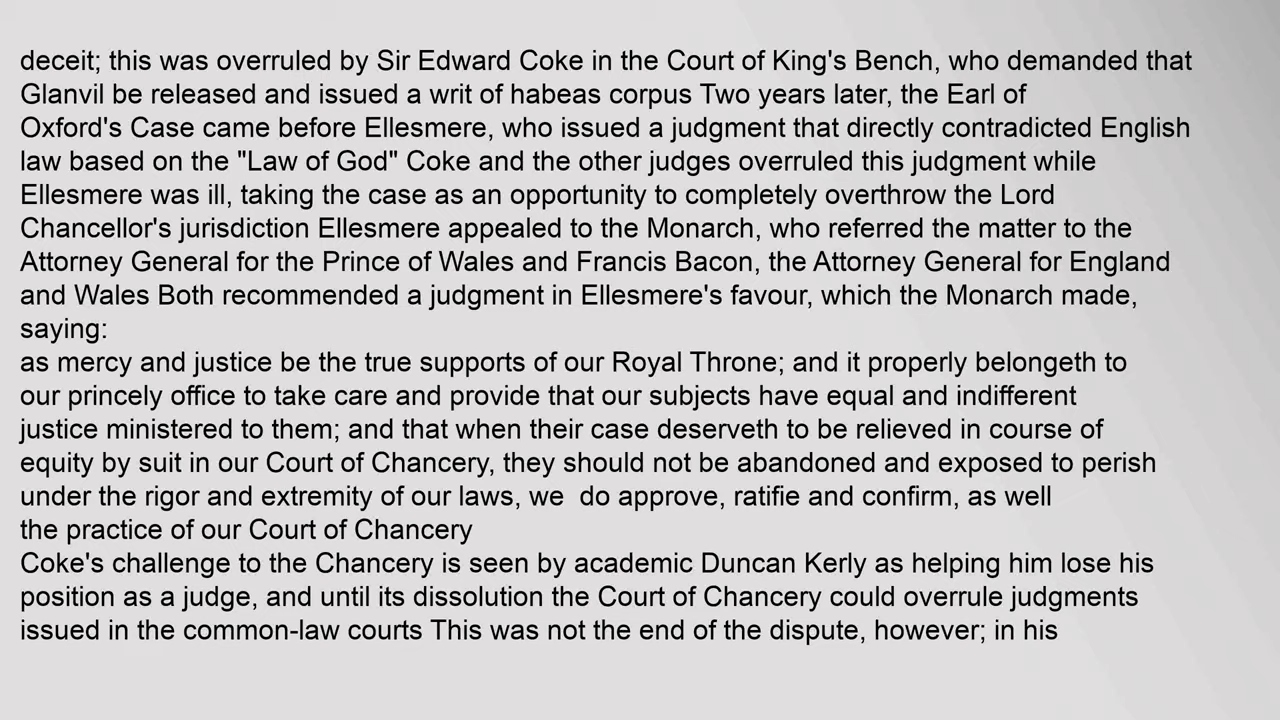 deceit; this was overruled by Sir Edward Coke in the Court of King's Bench, who demanded that
Glanvil be released and issued a writ of habeas corpus Two years later, the Earl of
Oxford's Case came before Ellesmere, who issued a judgment that directly contradicted English
law based on the "Law of God" Coke and the other judges overruled this judgment while
Ellesmere was ill, taking the case as an opportunity to completely overthrow the Lord
Chancellor's jurisdiction Ellesmere appealed to the Monarch, who referred the matter to the
Attorney General for the Prince of Wales and Francis Bacon, the Attorney General for England
and Wales Both recommended a judgment in Ellesmere's favour, which the Monarch made,
saying:
as mercy and justice be the true supports of our Royal Throne; and it properly belongeth to
our princely office to take care and provide that our subjects have equal and indifferent
justice ministered to them; and that when their case deserveth to be relieved in course of
equity by suit in our Court of Chancery, they should not be abandoned and exposed to perish
under the rigor and extremity of our laws, we  do approve, ratifie and confirm, as well
the practice of our Court of Chancery
Coke's challenge to the Chancery is seen by academic Duncan Kerly as helping him lose his
position as a judge, and until its dissolution the Court of Chancery could overrule judgments
issued in the common-law courts This was not the end of the dispute, however; in his